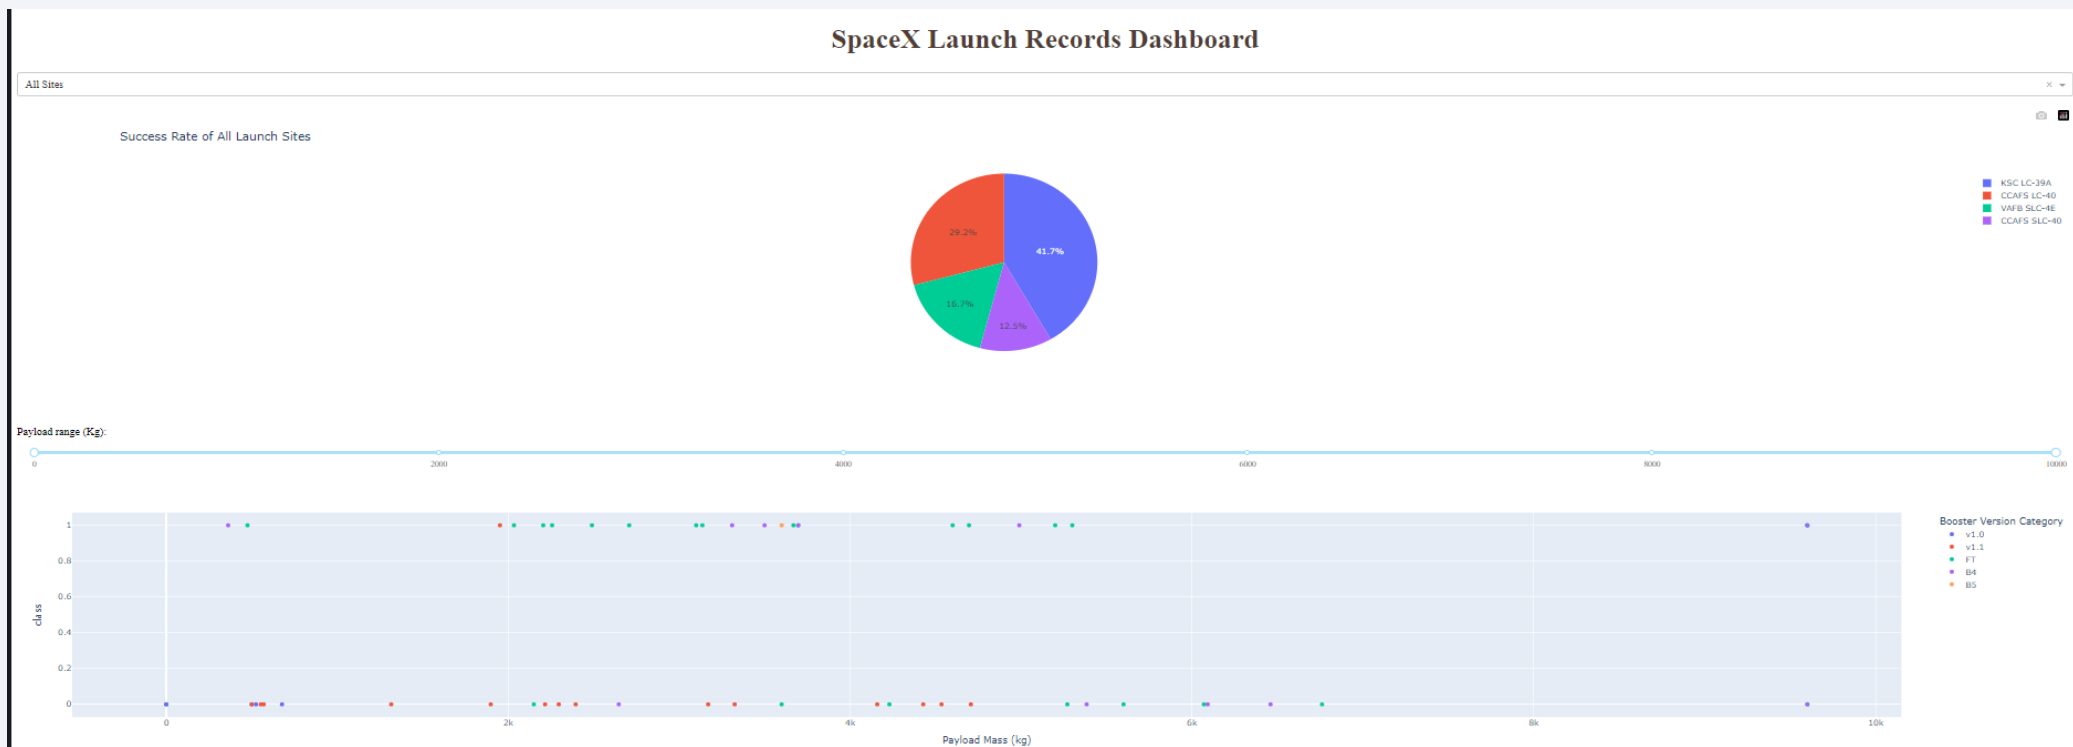 SpaceX Launch Records Dashboard
All Sites
Success Rate of All Launch Sites
KSC LC-39A
CCAFS LC-40
VAFB SLC-4E
CCAFS SLC-40
29.2%
41.7%
16.7%
12.5%
Payload range (Kg):
0 2000 4000 6000 8000 10000
Booster Version Category
v1.0
v1.1
FT
B4
B5
1
0.8
0.6
0.4
0.2
0
class
0 2k 4k 6k 8k 10k
Payload Mass (kg)